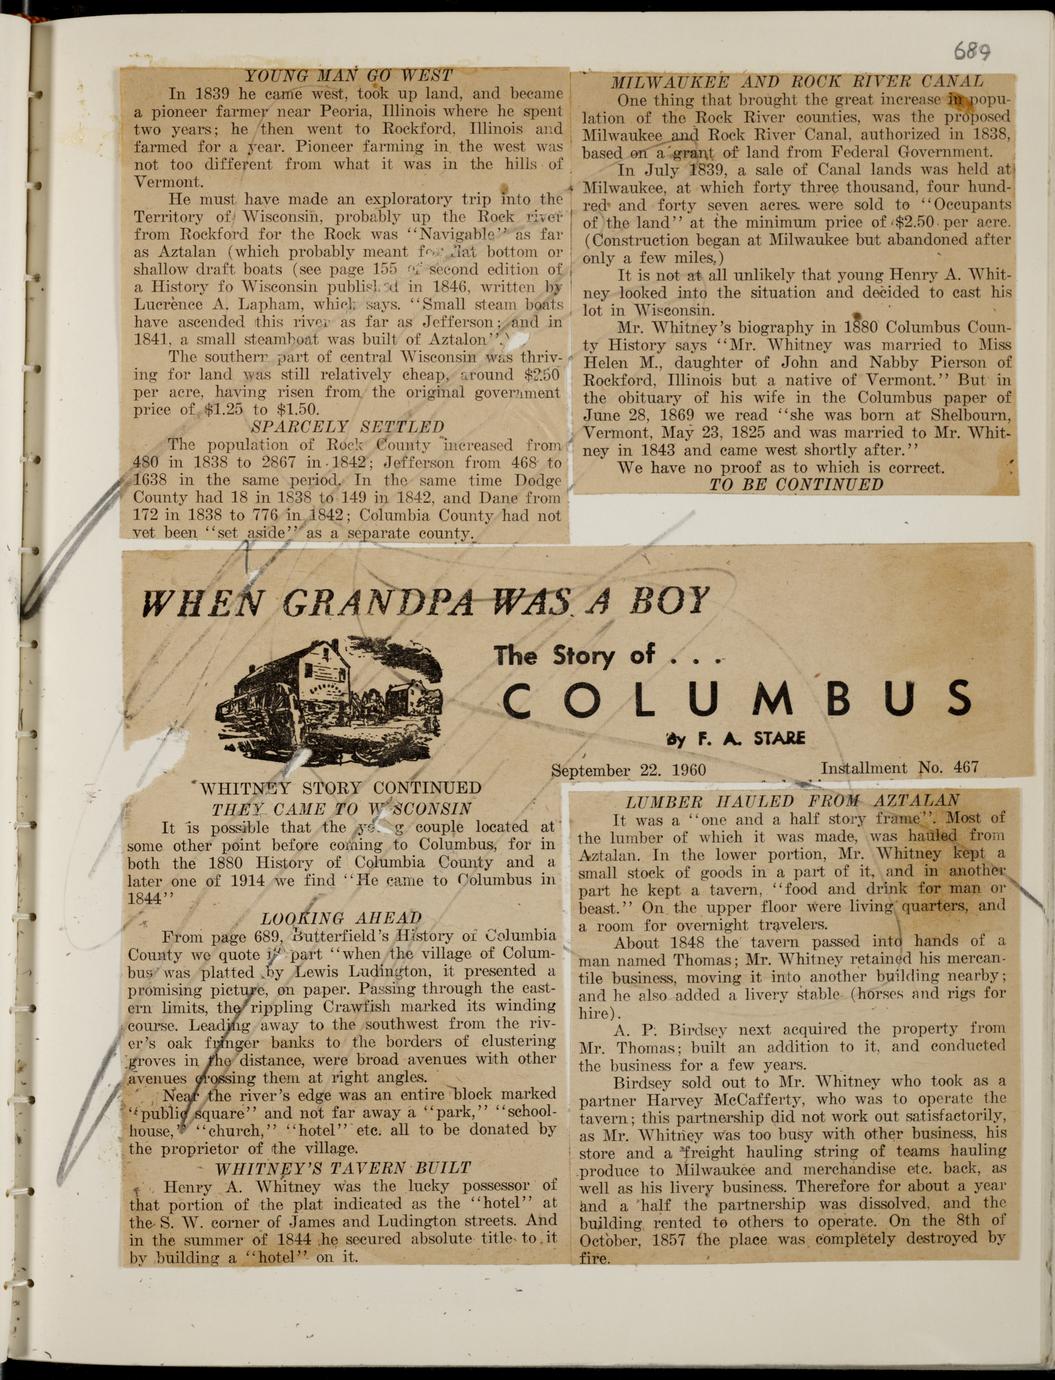 689
YOUNG MAN GO WEST
In 1839 he came west, took up land, and became
a pioneer farmer near Peoria, Illinois where he spent
two years; he then went to Rockford, Illinois and
farmed for a year. Pioneer farming in the west was
not too different from what it was in the hills of
Vermont.
He must have made an exploratory trip into the
Territory of Wisconsin, probably up the Rock river
from Rockford for the Rock was "Navigable" as far
as Aztalan (which probably meant for flat bottom or
shallow draft boats (see page 155 of second edition of
a History fo Wisconsin published in 1846, written by
Lucrence A. Lapham, which says. "Small steam boats
have ascended this river as far as Jefferson; and in
1841, a small steamboat was built of Aztalon".)
The southerr part of central Wisconsin was thriv-
ing for land was still relatively cheap, around $2.50
per acre, having risen from the original government
price of $1.25 to $1.50.
SPARCELY SETTLED
The population of Rock County increased from
480 in 1838 to 2867 in 1842; Jefferson from 468 to
1638 in the same period. In the same time Dodge
County had 18 in 1838 to 149 in 1842, and Dane from
172 in 1838 to 776 in 1842; Columbia County had not
yet been "set aside" as a separate county.
MILWAUKEE AND ROCK RIVER CANAL
One thing that brought the great increase in popu-
lation of the Rock River counties, was the proposed
Milwaukee and Rock River Canal, authorized in 1838,
based on a grant of land from Federal Government.
In July 1839, a sale of Canal lands was held at
Milwaukee, at which forty three thousand, four hund-
red and forty seven acres were sold to "Occupants
of the land" at the minimum price of $2.50 per acre.
(Construction began at Milwaukee but abandoned after
only a few miles,)
It is not at all unlikely that young Henry A. Whit-
ney looked into the situation and decided to cast his
lot in Wisconsin.
Mr. Whitney's biography in 1880 Columbus Coun-
ty History says "Mr. Whitney was married to Miss
Helen M., daughter of John and Nabby Pierson of
Rockford, Illinois but a native of Vermont." But in
the obituary of his wife in the Columbus paper of
June 28, 1869 we read "she was born at Shelbourn,
Vermont, May 23, 1825 and was married to Mr. Whit-
ney in 1843 and came west shortly after."
We have no proof as to which is correct.
TO BE CONTINUED
WHEN GRANDPA WAS A BOY
The Story of . . .
COLUMBUS
By F. A. STARE
September 22. 1960 Installment No. 467
WHITNEY STORY CONTINUED
THEY CAME TO WISCONSIN
It is possible that the young couple located at
some other point before coming to Columbus, for in
both the 1880 History of Columbia County and a
later one of 1914 we find "He came to Columbus in
1844"
LOOKING AHEAD
From page 689, Butterfield's History of Columbia
County we quote in part "when the village of Colum-
bus was platted by Lewis Ludington, it presented a
promising picture, on paper. Passing through the east-
ern limits, the rippling Crawfish marked its winding
course. Leading away to the southwest from the riv-
er's oak fringer banks to the borders of clustering
groves in the distance, were broad avenues with other
avenues crossing them at right angles.
Near the river's edge was an entire block marked
"public square" and not far away a "park," "school-
house," "church," "hotel" etc. all to be donated by
the proprietor of the village.
WHITNEY'S TAVERN BUILT
Henry A. Whitney was the lucky possessor of
that portion of the plat indicated as the "hotel" at
the S. W. corner of James and Ludington streets. And
in the summer of 1844 he secured absolute title to it
by building a "hotel" on it.
LUMBER HAULED FROM AZTALAN
It was a "one and a half story frame". Most of
the lumber of which it was made, was hauled from
Aztalan. In the lower portion, Mr. Whitney kept a
small stock of goods in a part of it, and in another
part he kept a tavern, "food and drink for man or
beast." On the upper floor were living quarters, and
a room for overnight travelers.
About 1848 the tavern passed into hands of a
man named Thomas; Mr. Whitney retained his mercan-
tile business, moving it into another building nearby;
and he also added a livery stable (horses and rigs for
hire).
A. P. Birdsey next acquired the property from
Mr. Thomas; built an addition to it, and conducted
the business for a few years.
Birdsey sold out to Mr. Whitney who took as a
partner Harvey McCafferty, who was to operate the
tavern; this partnership did not work out satisfactorily,
as Mr. Whitney was too busy with other business, his
store and a freight hauling string of teams hauling
produce to Milwaukee and merchandise etc. back, as
well as his livery business. Therefore for about a year
and a half the partnership was dissolved, and the
building rented to others to operate. On the 8th of
October, 1857 the place was completely destroyed by
fire.